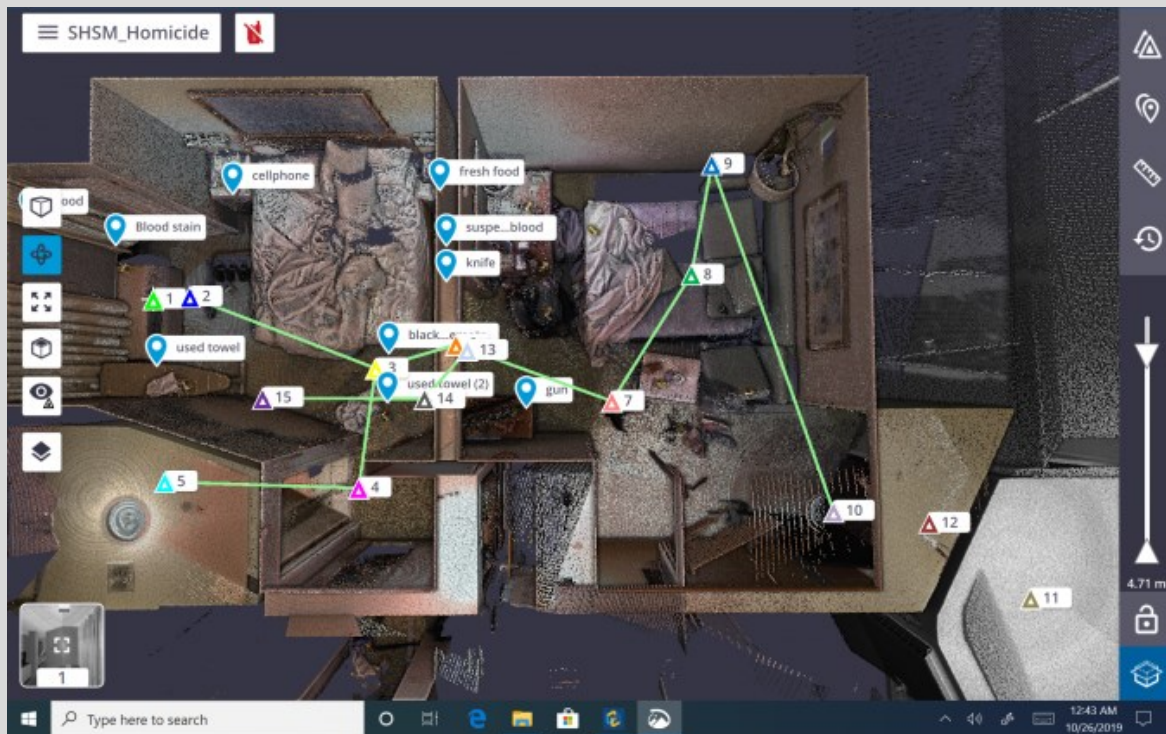 SHSM_Homicide
cellphone
fresh food
ood
Blood stain
suspe...blood
knife
9
8
1
2
used towel
black...
13
3
used towel (2)
gun
14
15
7
5
4
10
12
11
4.71 m
1
Type here to search
12:43 AM
10/26/2019